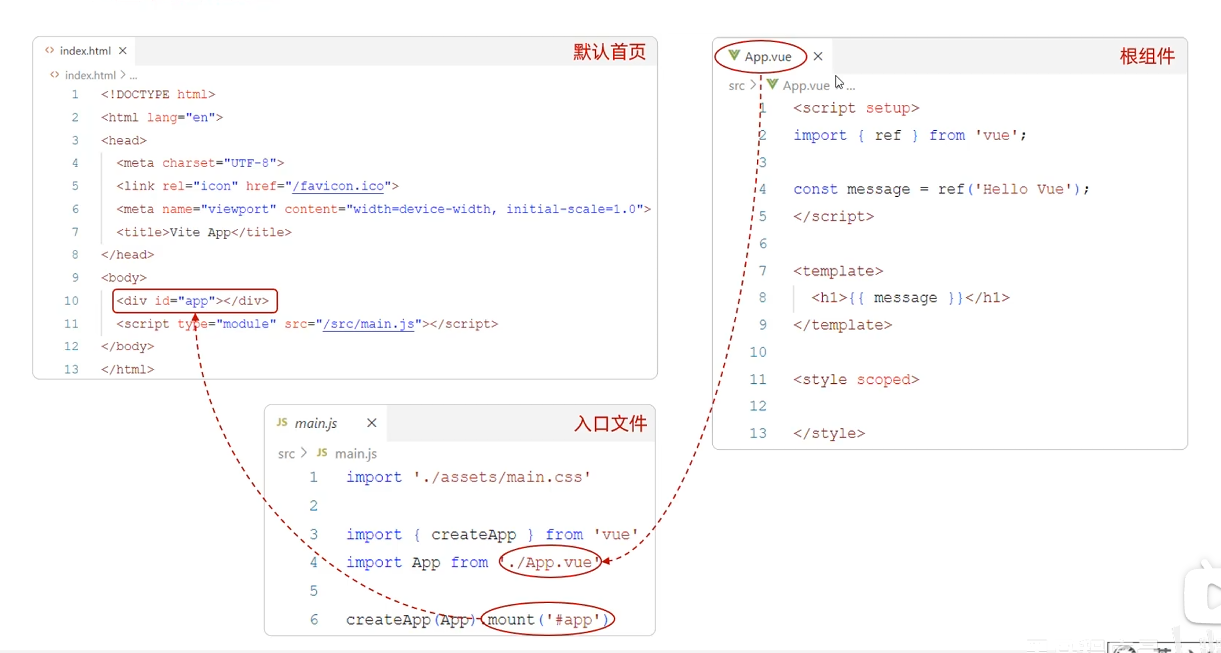 index.html
默认首页
index.html > ...
1 <!DOCTYPE html>
2 <html lang="en">
3 <head>
4 <meta charset="UTF-8">
5 <link rel="icon" href="/favicon.ico">
6 <meta name="viewport" content="width=device-width, initial-scale=1.0">
7 <title>Vite App</title>
8 </head>
9 <body>
10 <div id="app"></div>
11 <script type="module" src="/src/main.js"></script>
12 </body>
13 </html>
App.vue
根组件
src > App.vue ...
1 <script setup>
2 import { ref } from 'vue';
3
4 const message = ref('Hello Vue');
5 </script>
6
7 <template>
8 <h1>{{ message }}</h1>
9 </template>
10
11 <style scoped>
12
13 </style>
JS main.js
入口文件
src > JS main.js
1 import './assets/main.css'
2
3 import { createApp } from 'vue'
4 import App from './App.vue'
5
6 createApp(App).mount('#app')